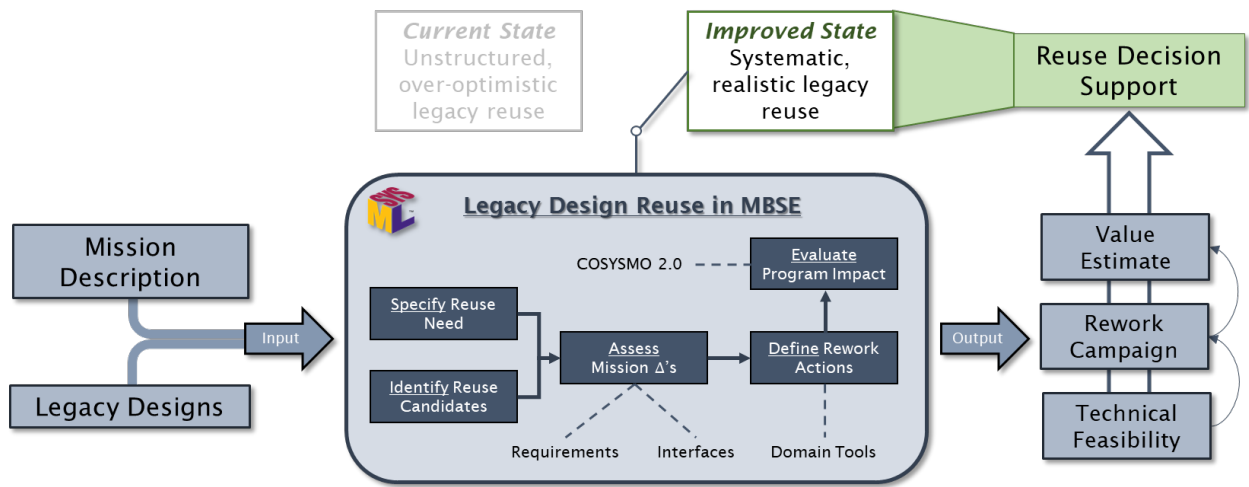 Current State
Unstructured,
over-optimistic
legacy reuse
Improved State
Systematic,
realistic legacy
reuse
Reuse Decision
Support
Mission
Description
Legacy Designs
Input
SYS
ML
Legacy Design Reuse in MBSE
COSYSMO 2.0
Evaluate
Program Impact
Specify Reuse
Need
Identify Reuse
Candidates
Assess
Mission Δ's
Define Rework
Actions
Requirements
Interfaces
Domain Tools
Output
Value
Estimate
Rework
Campaign
Technical
Feasibility